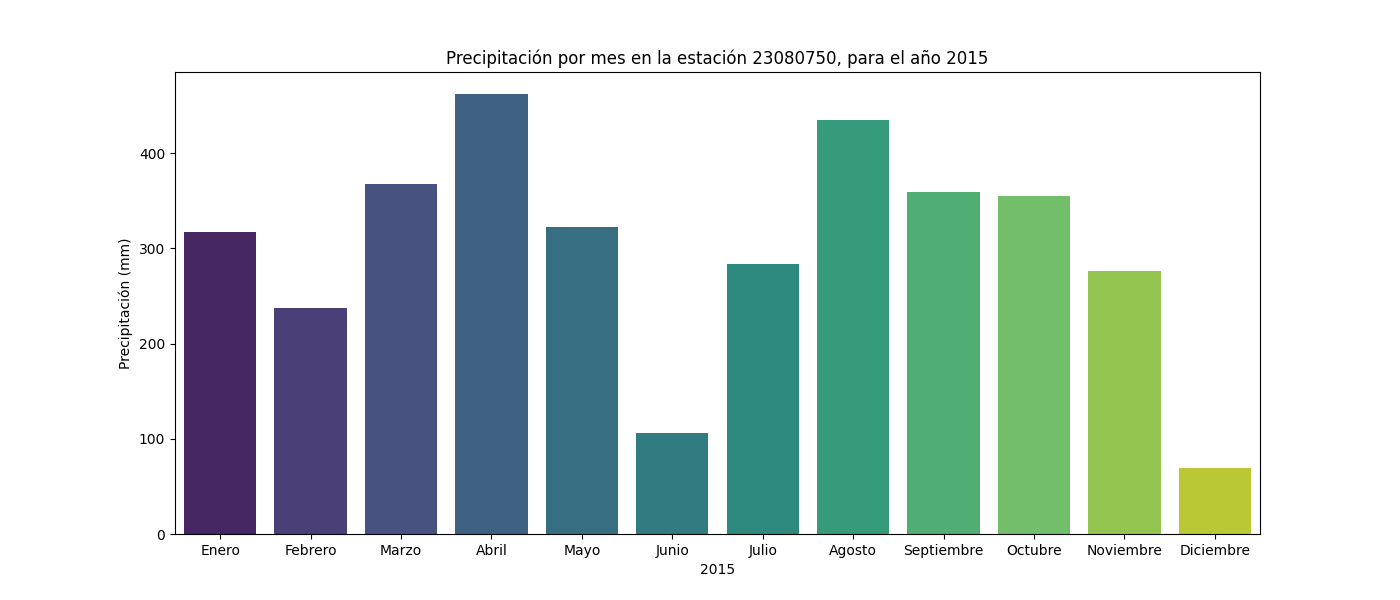 Precipitación por mes en la estación 23080750, para el año 2015
Precipitación (mm)
400
300
200
100
0
Enero Febrero Marzo Abril Mayo Junio Julio Agosto Septiembre Octubre Noviembre Diciembre
2015